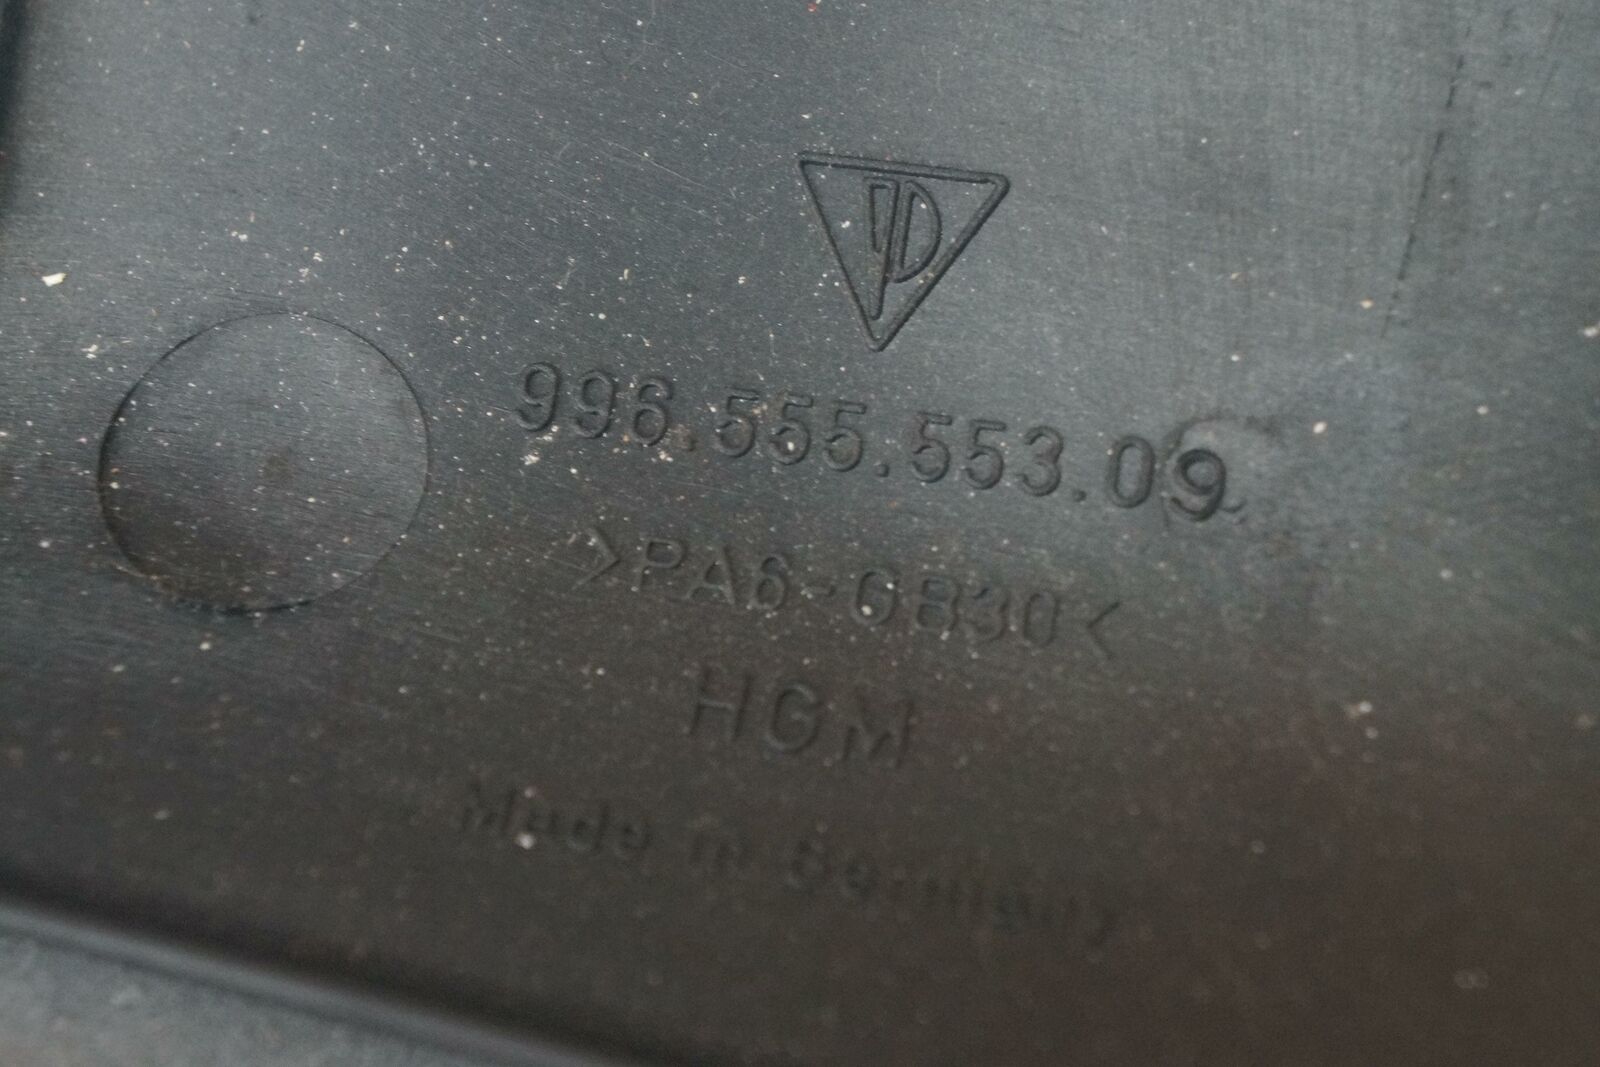 996.555.553.09
>PA6-GB30<
HGM
Made in Germany